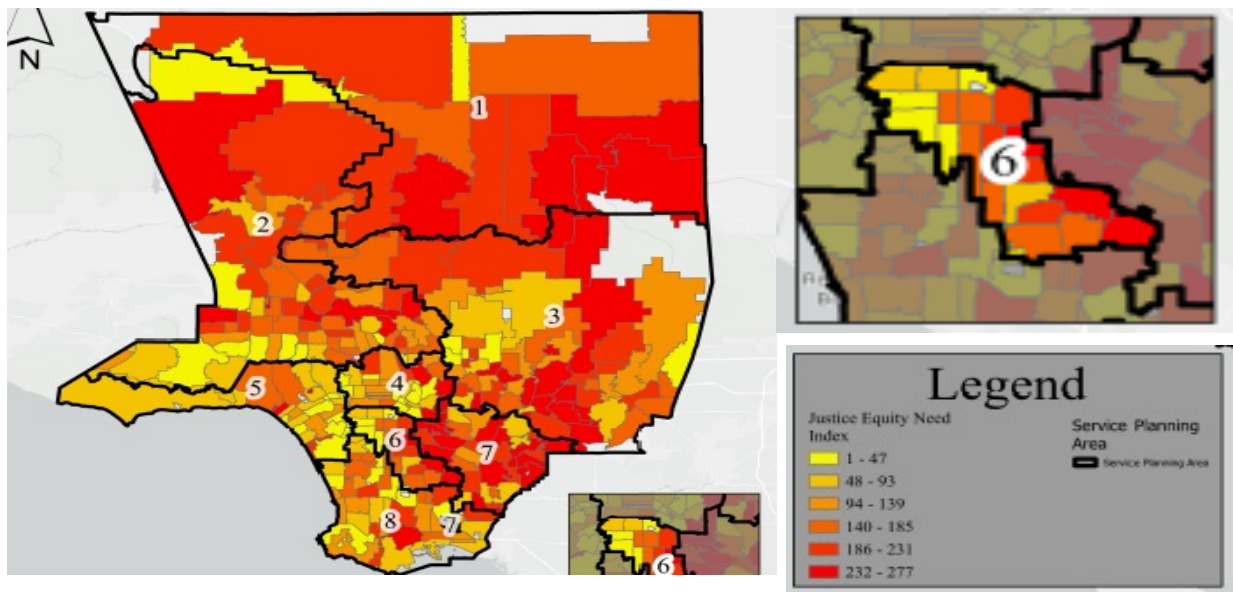 N
1
2
3
4
5
6
7
8
7
6
6
Legend
Justice Equity Need
Index
1 - 47
48 - 93
94 - 139
140 - 185
186 - 231
232 - 277
Service Planning
Area
Service Planning Area